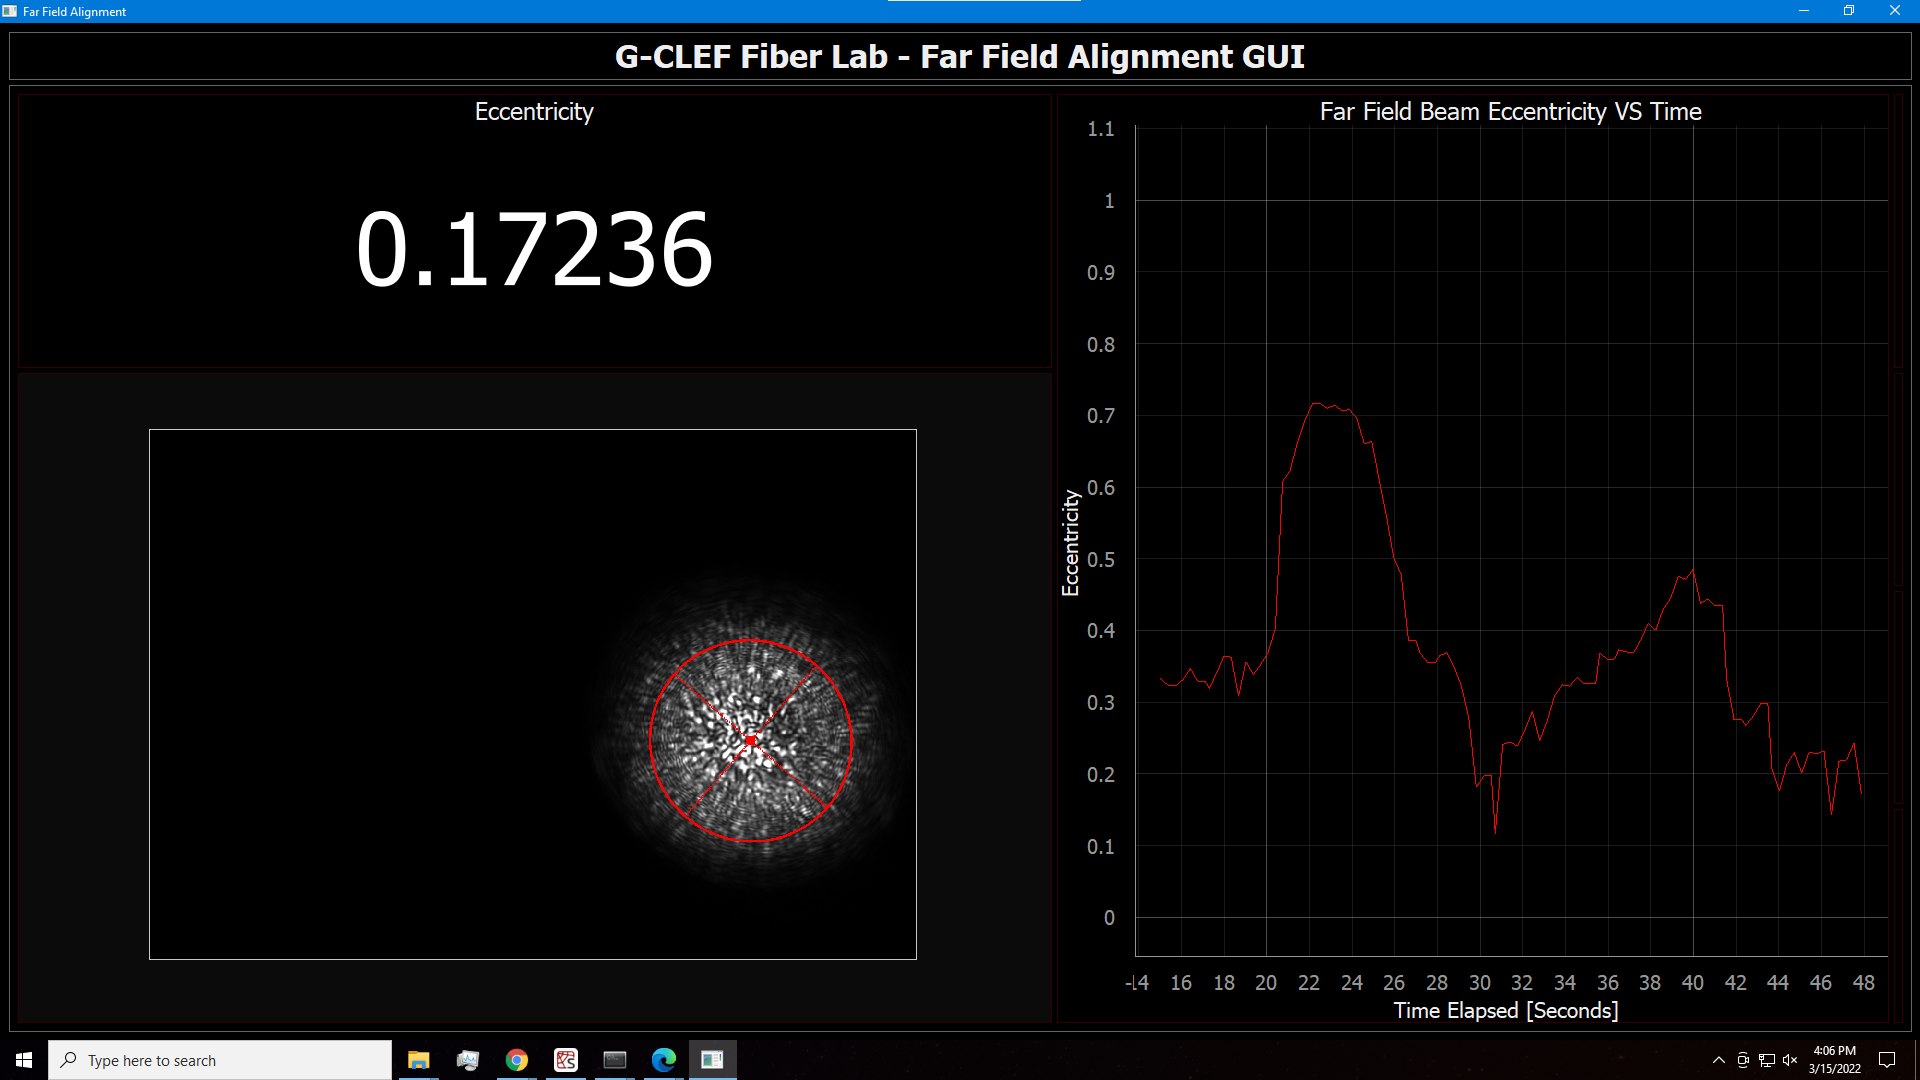 Far Field Alignment
G-CLEF Fiber Lab - Far Field Alignment GUI
Eccentricity
0.17236
Far Field Beam Eccentricity VS Time
1.1
1
0.9
0.8
0.7
0.6
0.5
0.4
0.3
0.2
0.1
0
Eccentricity
14 16 18 20 22 24 26 28 30 32 34 36 38 40 42 44 46 48
Time Elapsed [Seconds]
Type here to search
4:06 PM
3/15/2022